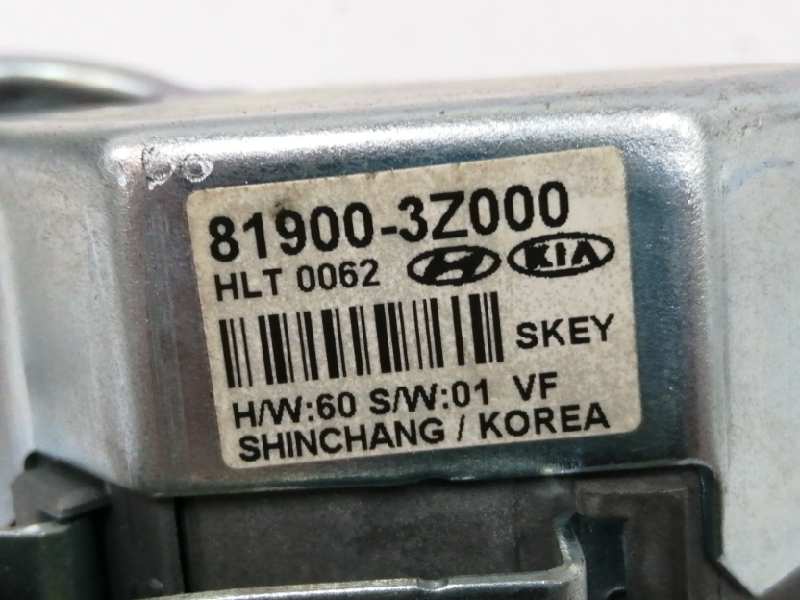 81900-3Z000
HLT 0062 H KIA
SKEY
H/W:60 S/W:01 VF
SHINCHANG / KOREA